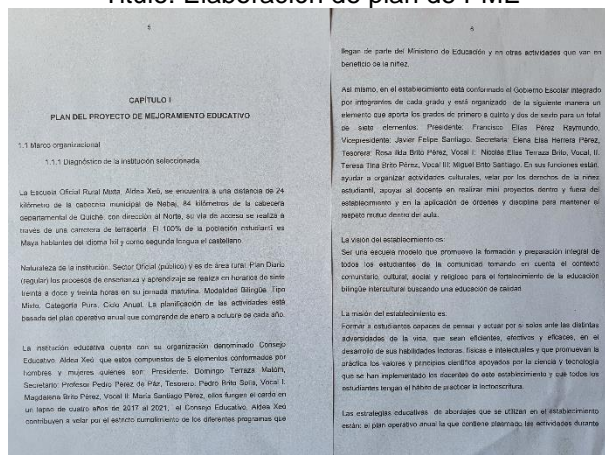 Título: Elaboración de plan de PME
CAPÍTULO I
PLAN DEL PROYECTO DE MEJORAMIENTO EDUCATIVO
1.1 Marco organizacional
1.1.1 Diagnóstico de la institución seleccionada
La Escuela Oficial Rural Mixta, Aldea Xeó, se encuentra a una distancia de 24
kilómetro de la cabecera municipal de Nebaj, 84 kilómetros de la cabecera
departamental de Quiché, con dirección al Norte, su vía de acceso se realiza a
través de una carretera de terracería. El 100% de la población estudiantil es
Maya hablantes del idioma Ixil y como segunda lengua el castellano.
Naturaleza de la institución. Sector Oficial (público) y es de área rural. Plan Diario
(regular) los procesos de enseñanza y aprendizaje se realiza en horarios de siete
treinta a doce y treinta horas en su jornada matutina. Modalidad Bilingüe. Tipo
Mixto. Categoría Pura. Ciclo Anual. La planificación de las actividades está
basada del plan operativo anual que comprende de enero a octubre de cada año.
La institución educativa cuenta con su organización denominado Consejo
Educativo, Aldea Xeó, que estos compuestos de 5 elementos conformados por
hombres y mujeres quienes son: Presidente: Domingo Terraza Matóm,
Secretario: Profesor Pedro Pérez de Paz, Tesorero: Pedro Brito Solís, Vocal I:
Magdalena Brito Pérez, Vocal II: María Santiago Pérez, ellos fungen el cardo en
un lapso de cuatro años de 2017 al 2021, el Consejo Educativo, Aldea Xeó
contribuyen a velar por el estricto cumplimiento de los diferentes programas que
llegan de parte del Ministerio de Educación y en otras actividades que van en
beneficio de la niñez.
Así mismo, en el establecimiento está conformado el Gobierno Escolar integrado
por integrantes de cada grado y está organizado de la siguiente manera un
elemento que aporta los grados de primero a quinto y dos de sexto para un total
de siete elementos. Presidente: Francisco Elías Pérez Raymundo,
Vicepresidente: Javier Felipe Santiago, Secretaria: Elena Elsa Herrera Pérez,
Tesorera: Rosa Ilda Brito Pérez, Vocal I: Nicolás Elías Terraza Brito, Vocal, II.
Teresa Tina Brito Pérez, Vocal III: Miguel Brito Santiago. En sus funciones están,
ayudar a organizar actividades culturales, velar por los derechos de la niñez
estudiantil, apoyar al docente en realizar mini proyectos dentro y fuera del
establecimiento y en la aplicación de órdenes y disciplina para mantener el
respeto mutuo dentro del aula.
La visión del establecimiento es:
Ser una escuela modelo que promueve la formación y preparación integral de
todos los estudiantes de la comunidad tomando en cuenta el contexto
comunitario, cultural, social y religioso para el fortalecimiento de la educación
bilingüe intercultural buscando una educación de calidad.
La misión del establecimiento es:
Formar a estudiantes capaces de pensar y actuar por sí solos ante las distintas
adversidades de la vida, que sean eficientes, efectivos y eficaces, en el
desarrollo de sus habilidades lectoras, físicas e intelectuales y que promuevan la
práctica los valores y principios científica apoyados por la ciencia y tecnología
que se han implementado los docentes de este establecimiento y que todos los
estudiantes tengan el hábito de practicar la lectoescritura.
Las estrategias educativas de abordajes que se utilizan en el establecimiento
están: el plan operativo anual la que contiene plasmado las actividades durante